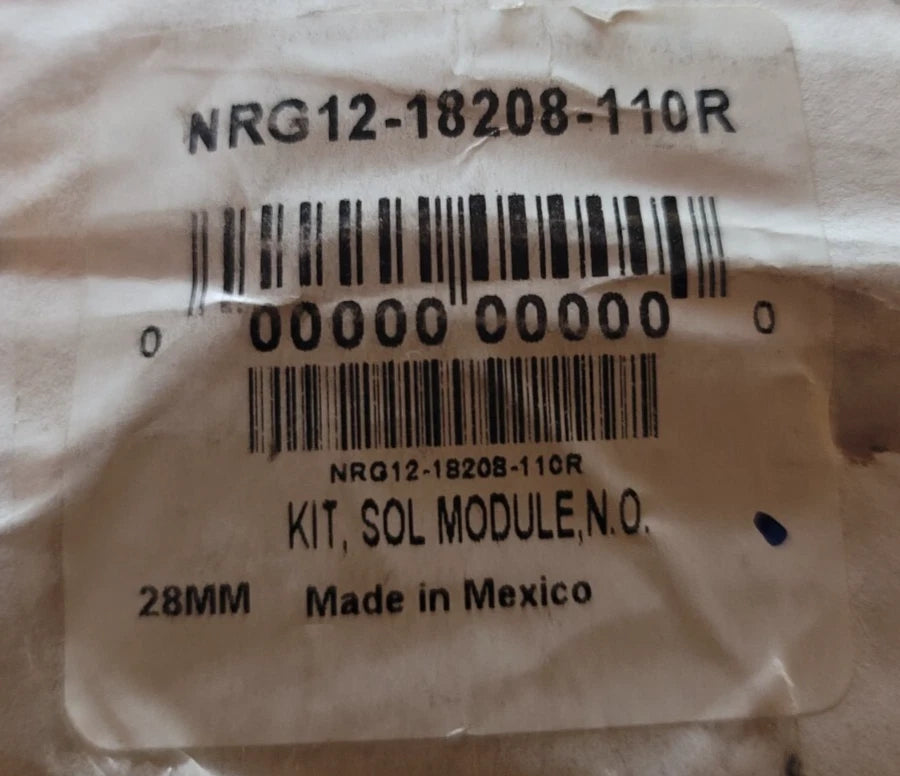 NRG12-18208-110R
0 00000 00000 0
NRG12-18208-110R
KIT, SOL MODULE,N.O.
28MM Made in Mexico